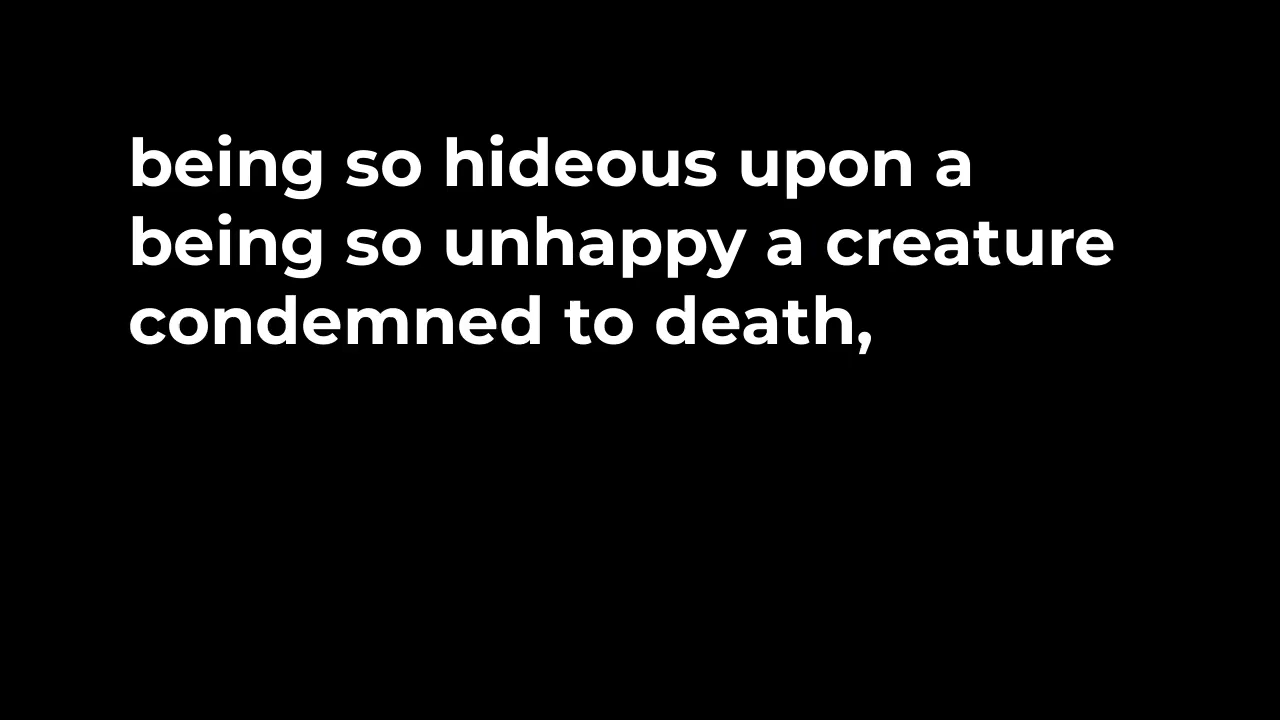 being so hideous upon a
being so unhappy a creature
condemned to death,